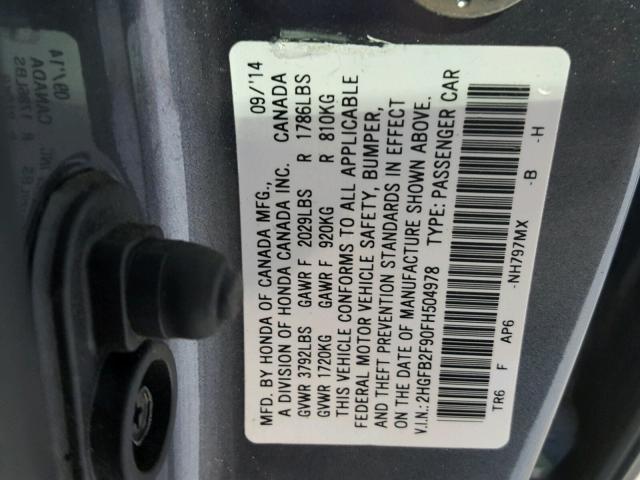 MFD. BY HONDA OF CANADA MFG., 09/14
A DIVISION OF HONDA CANADA INC. CANADA
GVWR 3792LBS GAWR F 2029LBS R 1786LBS
GVWR 1720KG GAWR F 920KG R 810KG
THIS VEHICLE CONFORMS TO ALL APPLICABLE
FEDERAL MOTOR VEHICLE SAFETY, BUMPER,
AND THEFT PREVENTION STANDARDS IN EFFECT
ON THE DATE OF MANUFACTURE SHOWN ABOVE.
V.I.N.: 2HGFB2F90FH504978 TYPE: PASSENGER CAR
TR6 F AP6 -NH797MX -B -H